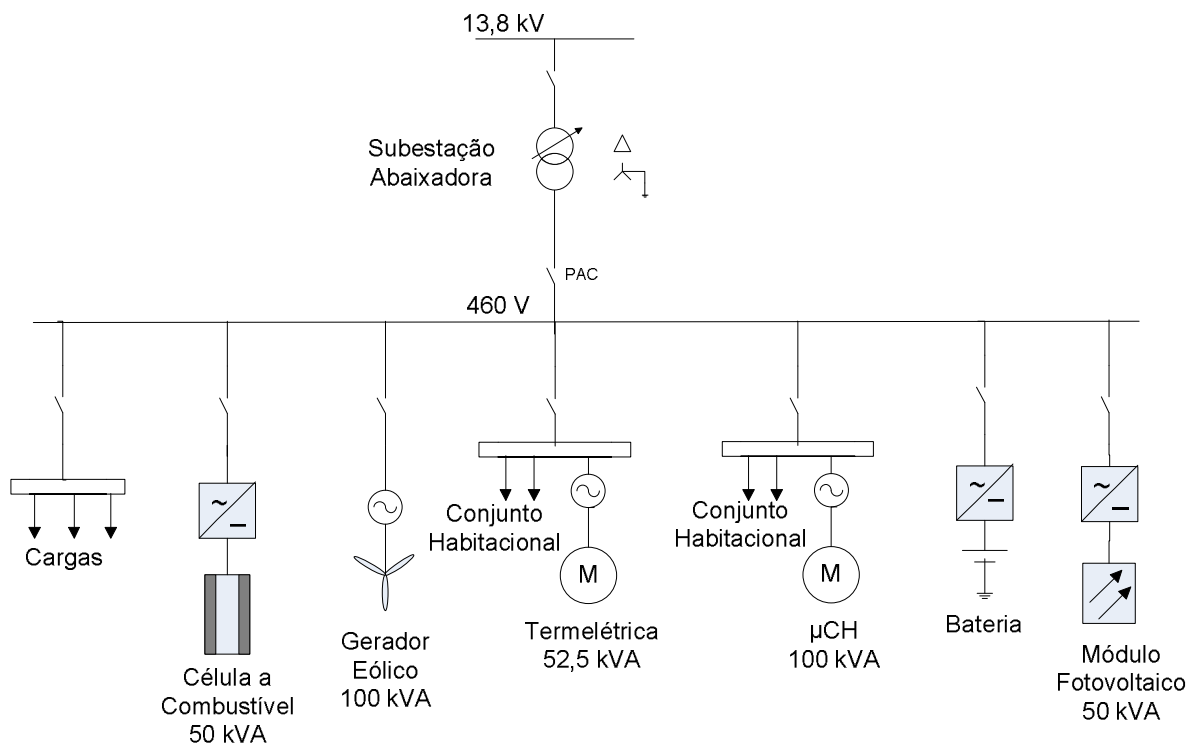 13,8 kV
Subestação
Abaixadora
PAC
460 V
Cargas
Célula a
Combustível
50 kVA
Gerador
Eólico
100 kVA
Conjunto
Habitacional
M
Termelétrica
52,5 kVA
Conjunto
Habitacional
M
µCH
100 kVA
Bateria
Módulo
Fotovoltaico
50 kVA